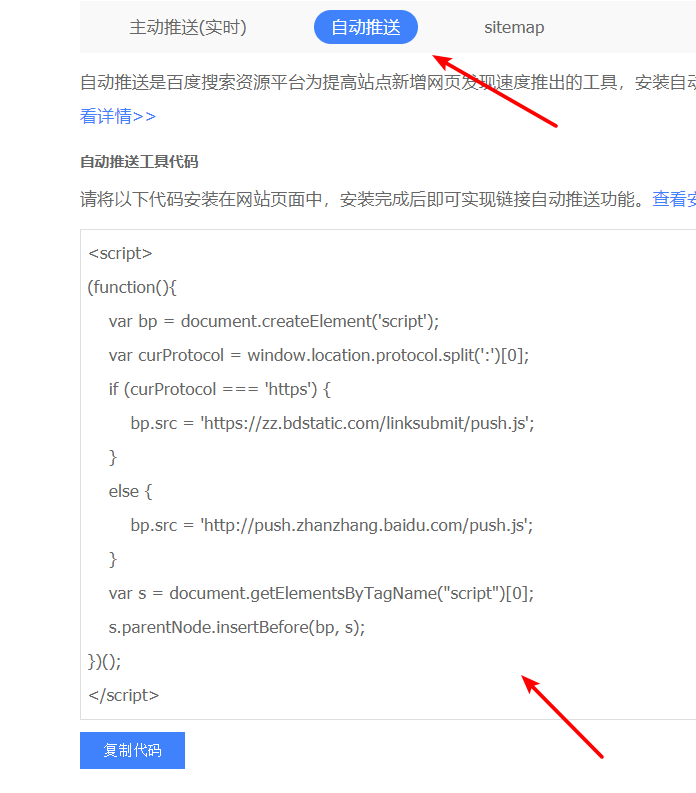 主动推送(实时) 自动推送 sitemap
自动推送是百度搜索资源平台为提高站点新增网页发现速度推出的工具，安装自动
看详情>>
自动推送工具代码
请将以下代码安装在网站页面中，安装完成后即可实现链接自动推送功能。查看安
<script>
(function(){
    var bp = document.createElement('script');
    var curProtocol = window.location.protocol.split(':')[0];
    if (curProtocol === 'https') {
        bp.src = 'https://zz.bdstatic.com/linksubmit/push.js';
    }
    else {
        bp.src = 'http://push.zhanzhang.baidu.com/push.js';
    }
    var s = document.getElementsByTagName("script")[0];
    s.parentNode.insertBefore(bp, s);
})();
</script>
复制代码